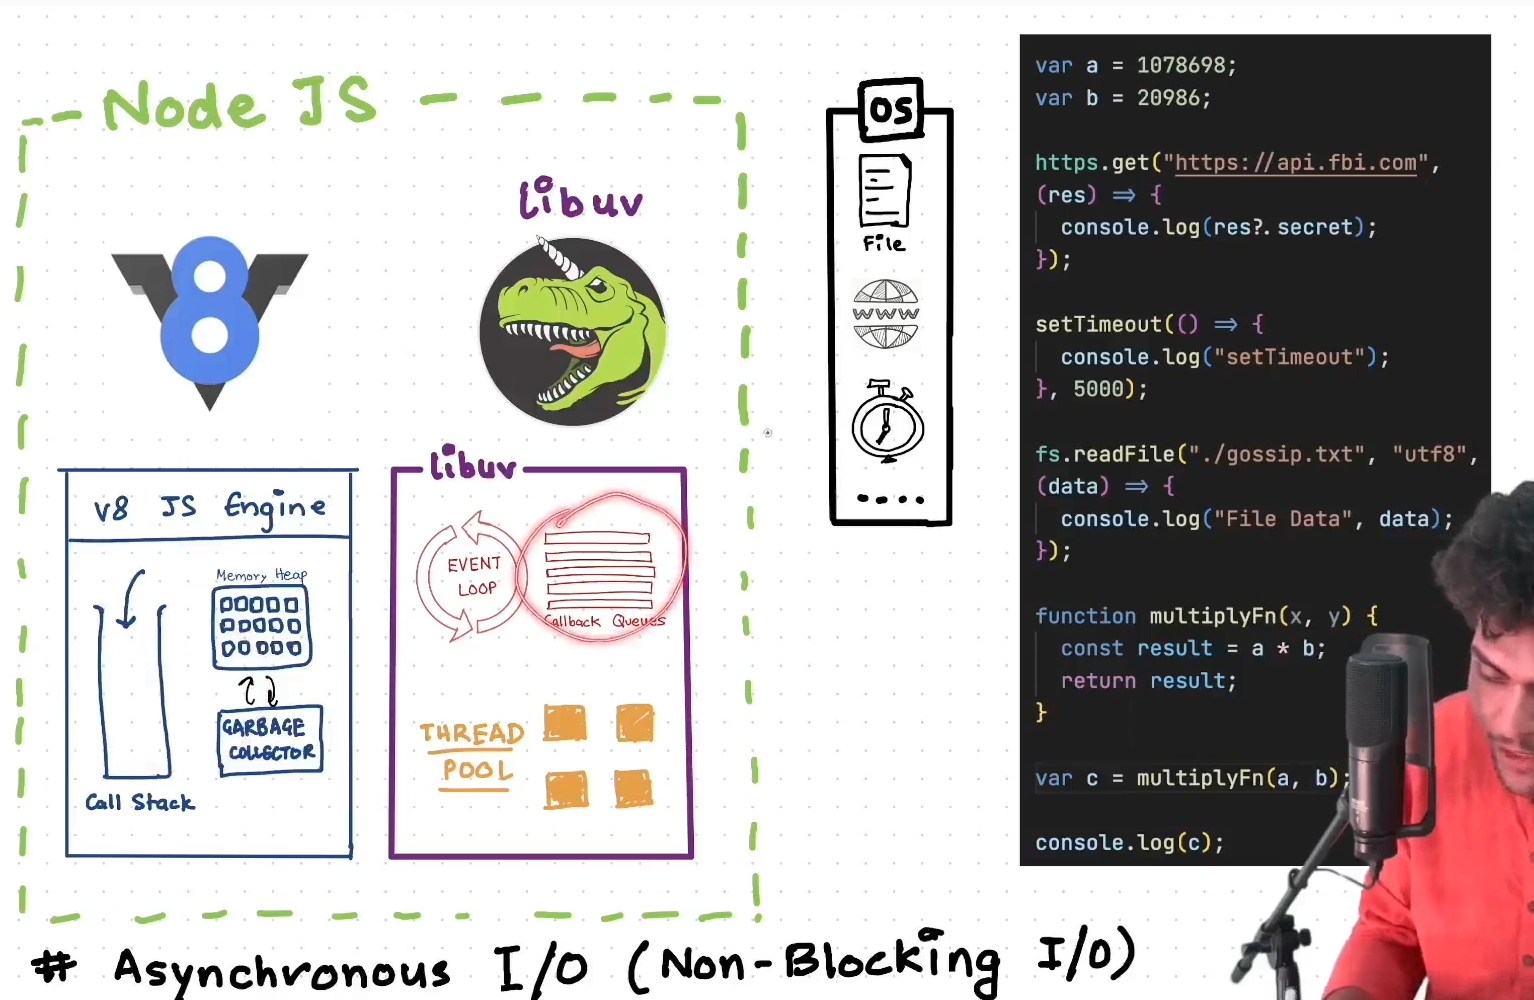 Node JS
libuv
8
v8 JS Engine
Memory Heap
GARBAGE
COLLECTOR
Call Stack
libuv
EVENT
LOOP
Callback Queues
THREAD
POOL
OS
File
WWW
var a = 1078698;
var b = 20986;
https.get("https://api.fbi.com",
(res) => {
console.log(res?.secret);
});
setTimeout(() => {
console.log("setTimeout");
}, 5000);
fs.readFile("./gossip.txt", "utf8",
(data) => {
console.log("File Data", data);
});
function multiplyFn(x, y) {
const result = a * b;
return result;
}
var c = multiplyFn(a, b);
console.log(c);
# Asynchronous I/O (Non-Blocking I/O)